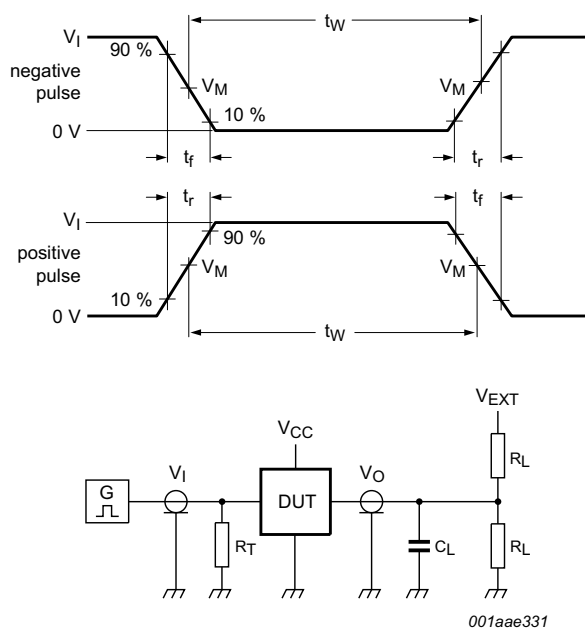 V_I
negative
pulse
0 V
90 %
V_M
10 %
t_W
V_M
t_f
t_r
V_I
positive
pulse
0 V
t_r
t_f
90 %
V_M
10 %
V_M
t_W
V_EXT
V_CC
R_L
G
V_I
DUT
V_O
R_T
C_L
R_L
001aae331